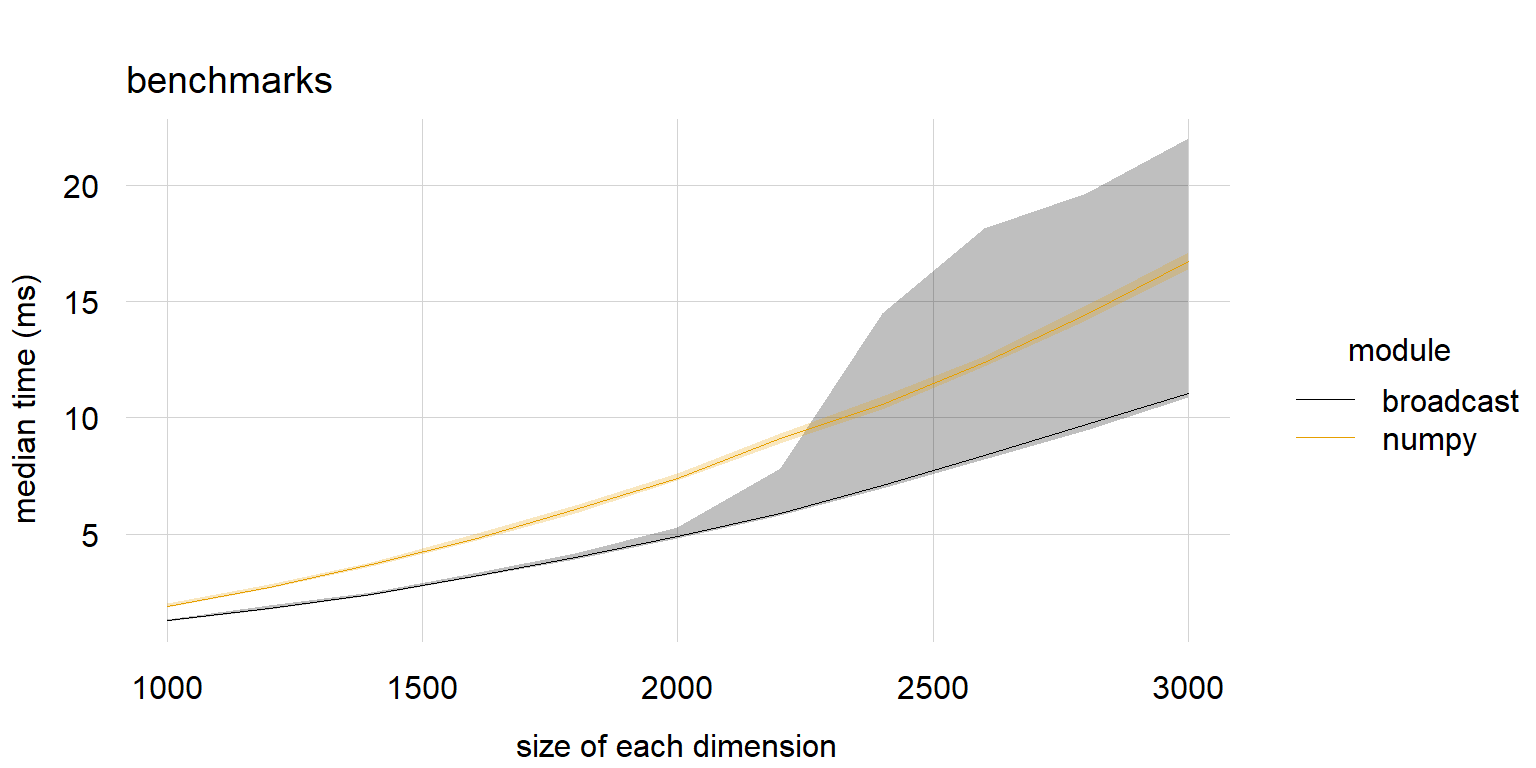 benchmarks
20
15
10
5
median time (ms)
1000 1500 2000 2500 3000
size of each dimension
module
broadcast
numpy